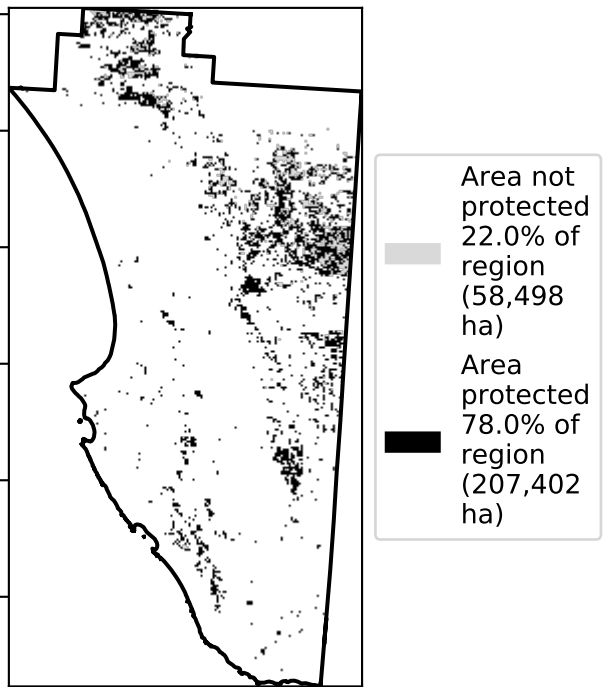 Area not
protected
22.0% of
region
(58,498
ha)
Area
protected
78.0% of
region
(207,402
ha)